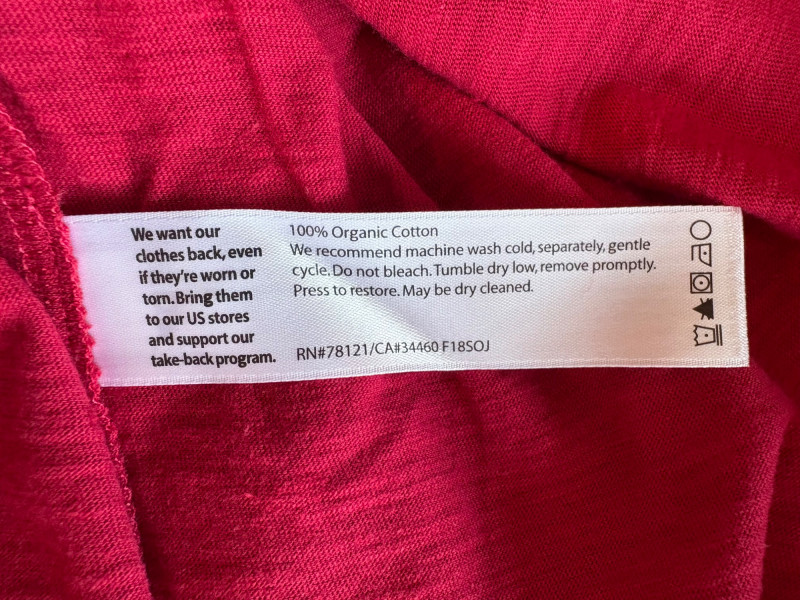 We want our
clothes back, even
if they're worn or
torn. Bring them
to our US stores
and support our
take-back program.
100% Organic Cotton
We recommend machine wash cold, separately, gentle
cycle. Do not bleach. Tumble dry low, remove promptly.
Press to restore. May be dry cleaned.
RN#78121/CA#34460 F18SOJ